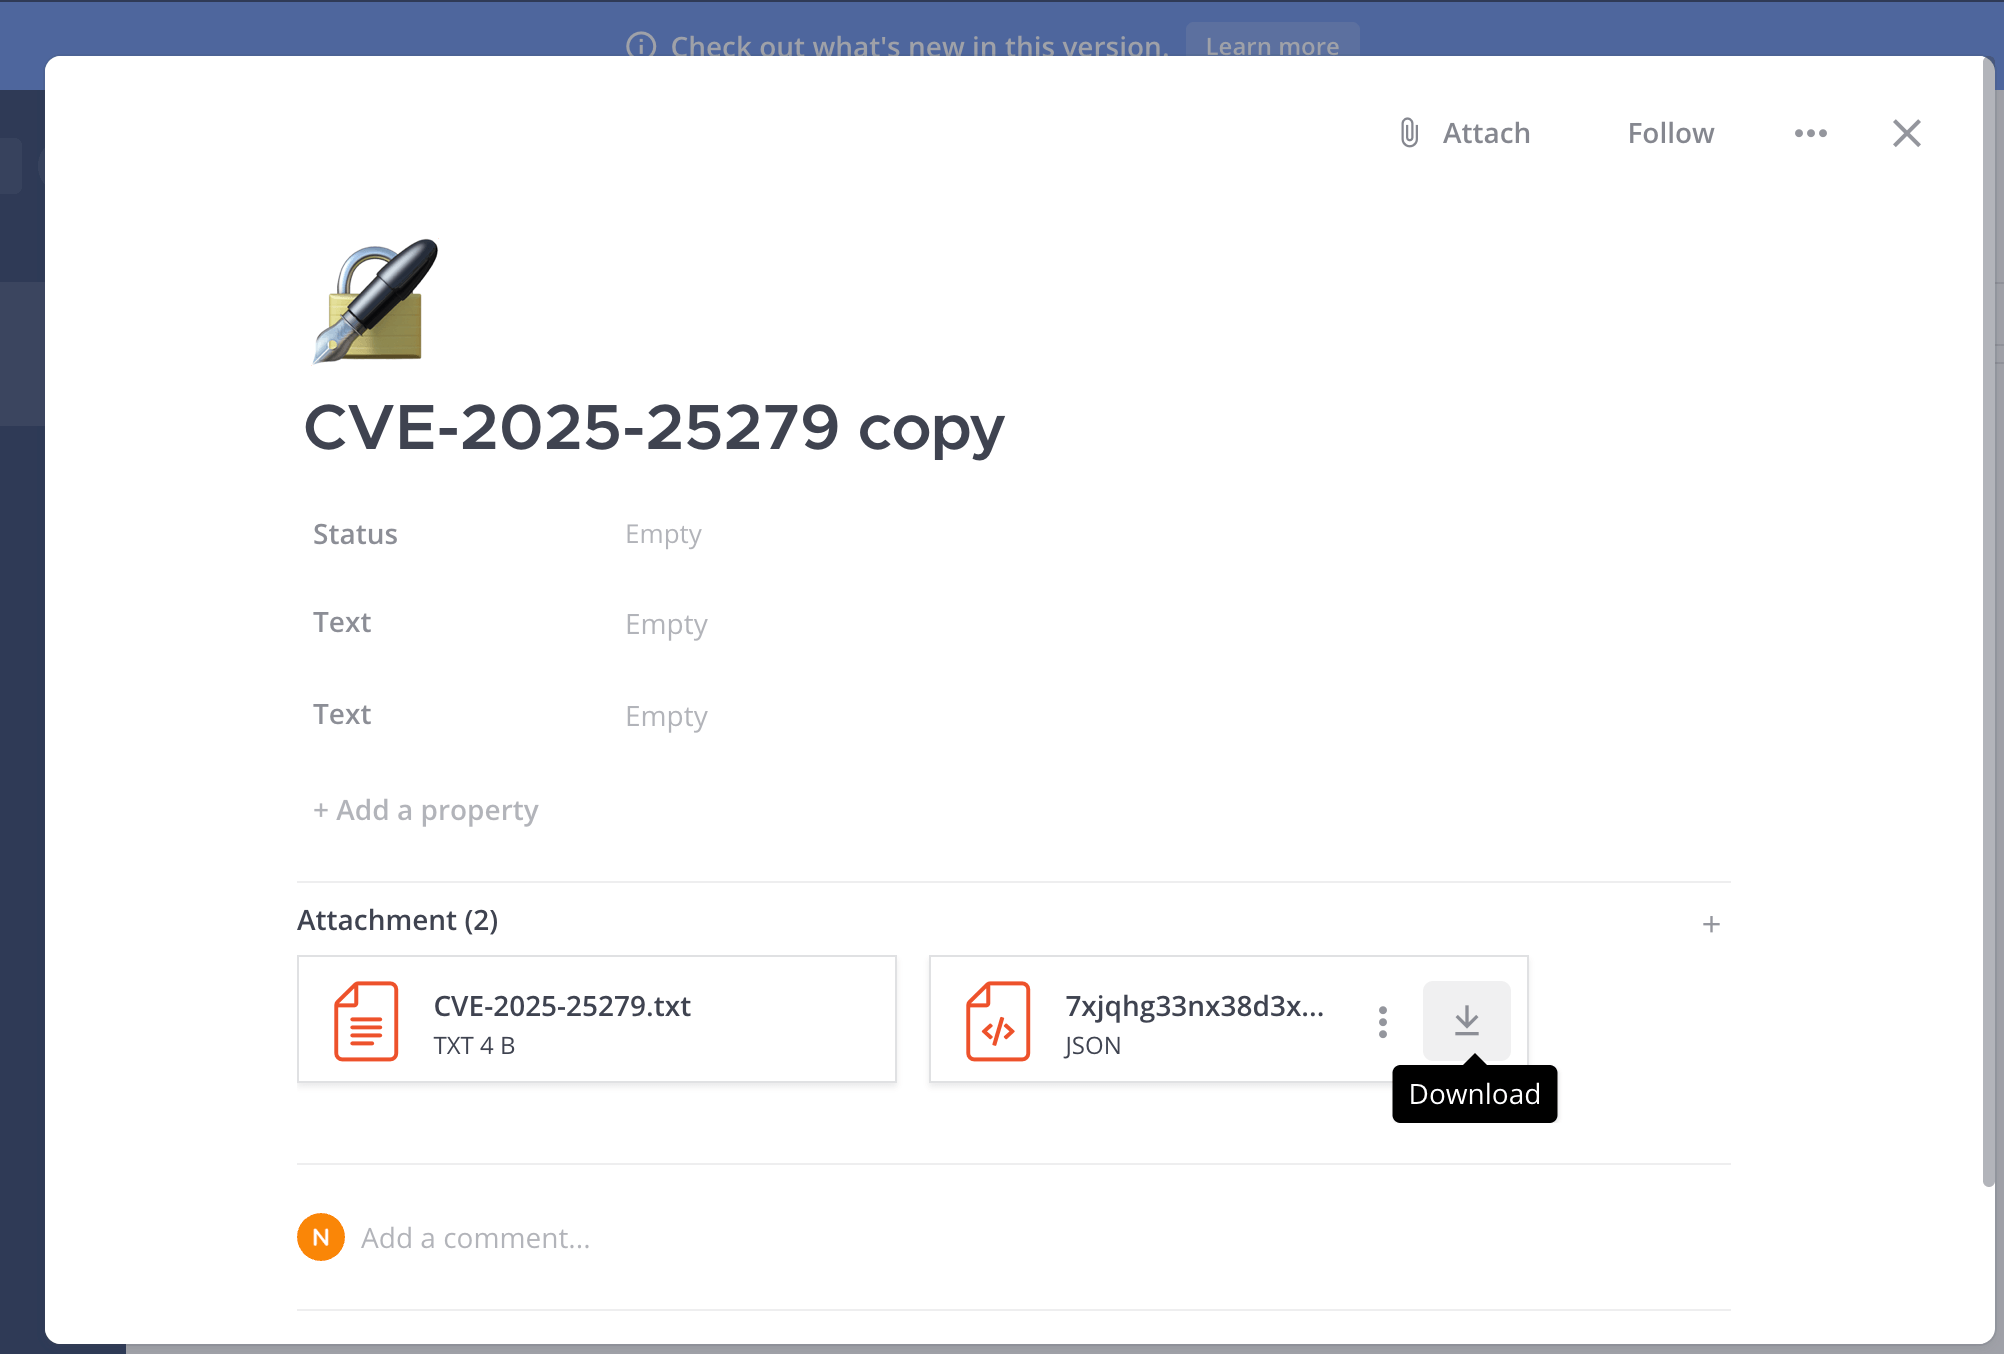 Check out what's new in this version. Learn more
Attach Follow
CVE-2025-25279 copy
Status Empty
Text Empty
Text Empty
+ Add a property
Attachment (2)
CVE-2025-25279.txt
TXT 4 B
7xjqhg33nx38d3x...
JSON
Download
N Add a comment...